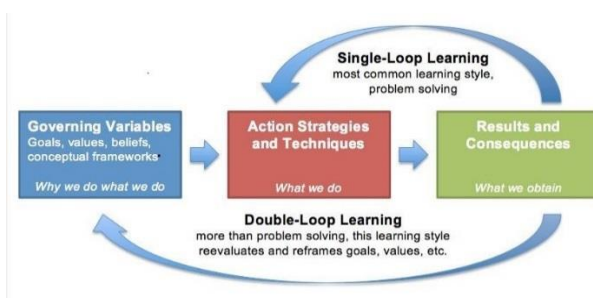 Single-Loop Learning
most common learning style,
problem solving
Governing Variables
Goals, values, beliefs,
conceptual frameworks
Why we do what we do
Action Strategies
and Techniques
What we do
Results and
Consequences
What we obtain
Double-Loop Learning
more than problem solving, this learning style
reevaluates and reframes goals, values, etc.